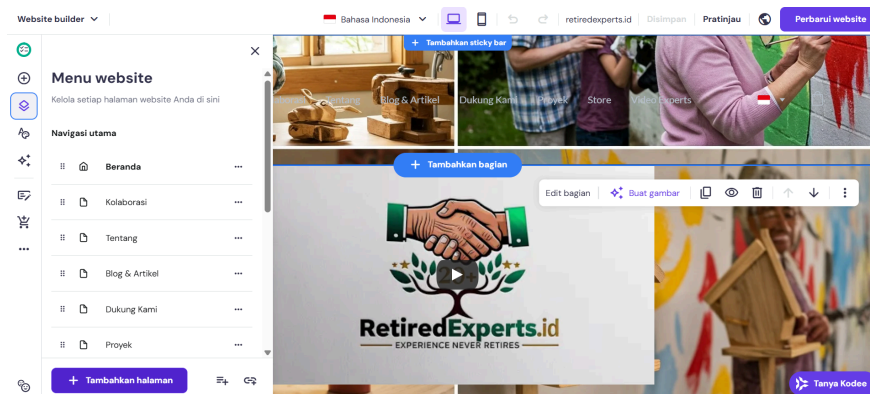 Website builder
Bahasa Indonesia
retiredexperts.id
Disimpan
Pratinjau
Perbarui website
Tambahkan sticky bar
Menu website
Kelola setiap halaman website Anda di sini
Navigasi utama
Beranda
Kolaborasi
Tentang
Blog & Artikel
Dukung Kami
Proyek
Tambahkan halaman
Tentang
Blog & Artikel
Dukung Kami
Proyek
Store
Video Experts
Tambahkan bagian
Edit bagian
Buat gambar
RetiredExperts.id
EXPERIENCE NEVER RETIRES
Tanya Kodee